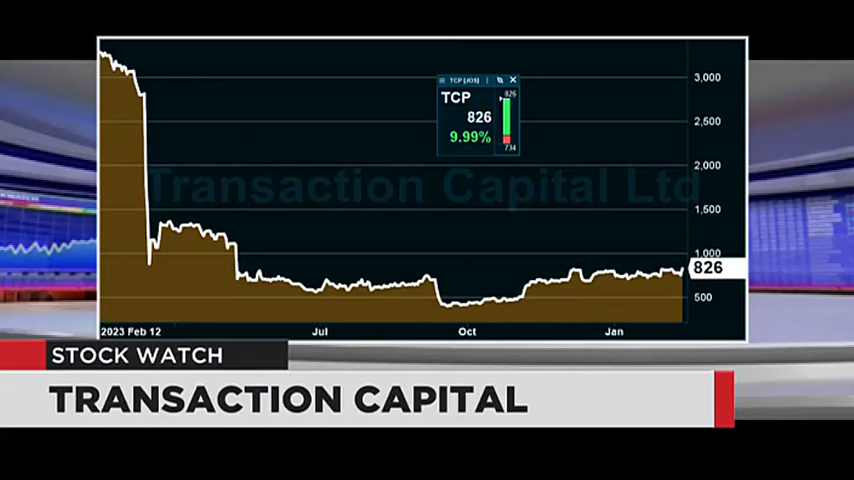 TCP [JO5]
TCP
826
9.99%
826
734
Transaction Capital Ltd
3,000
2,500
2,000
1,500
1,000
826
500
2023 Feb 12
Jul
Oct
Jan
STOCK WATCH
TRANSACTION CAPITAL